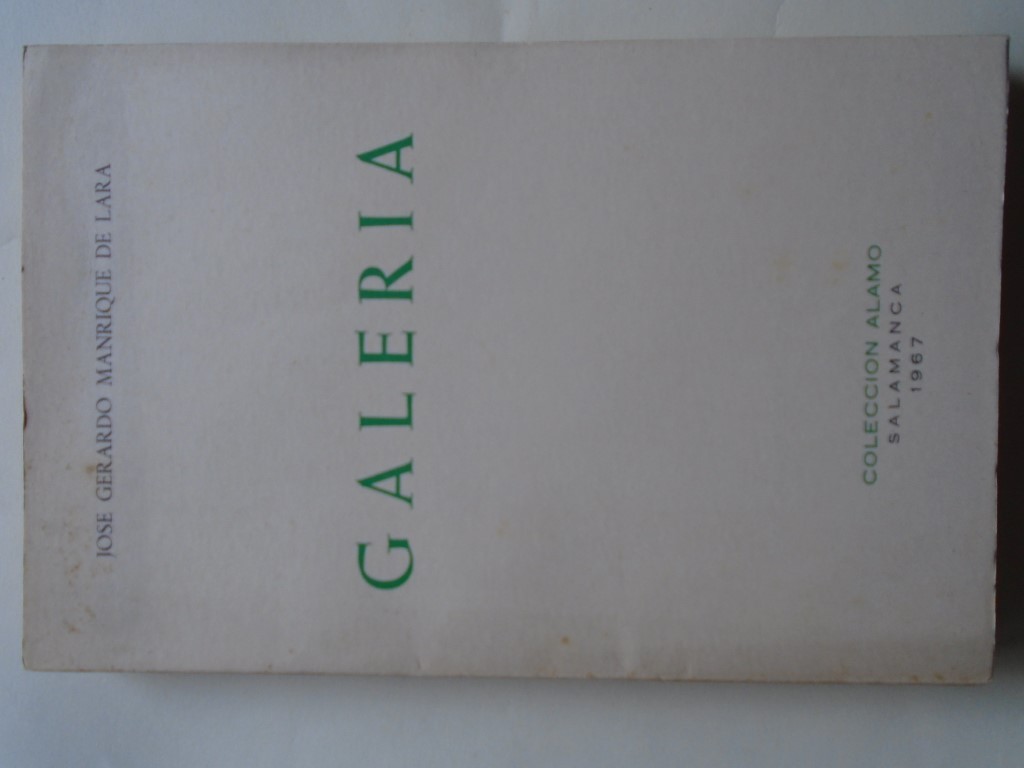 JOSE GERARDO MANRIQUE DE LARA
GALERIA
COLECCION ALAMO
SALAMANCA
1967